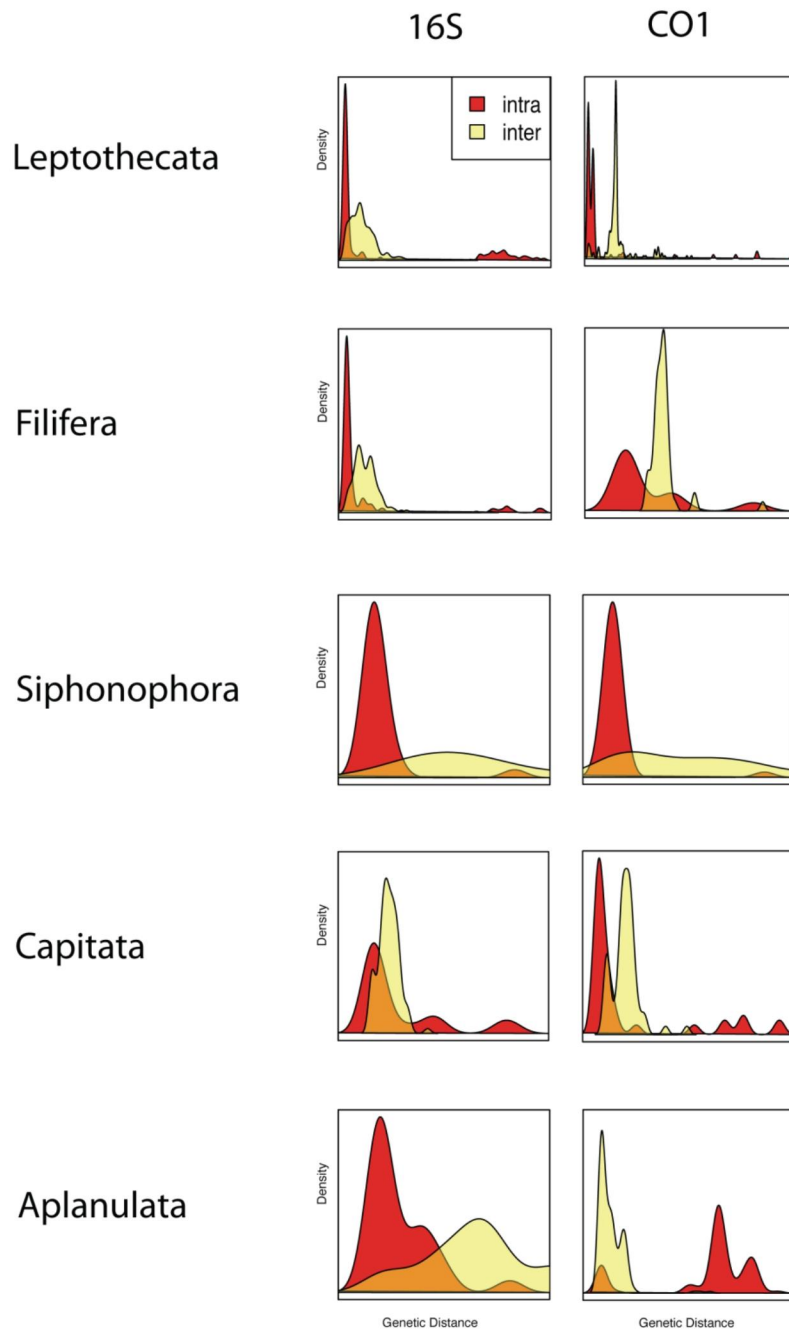 16S CO1
Leptothecata
Density
intra
inter
Filifera
Density
Siphonophora
Density
Capitata
Density
Aplanulata
Density
Genetic Distance Genetic Distance